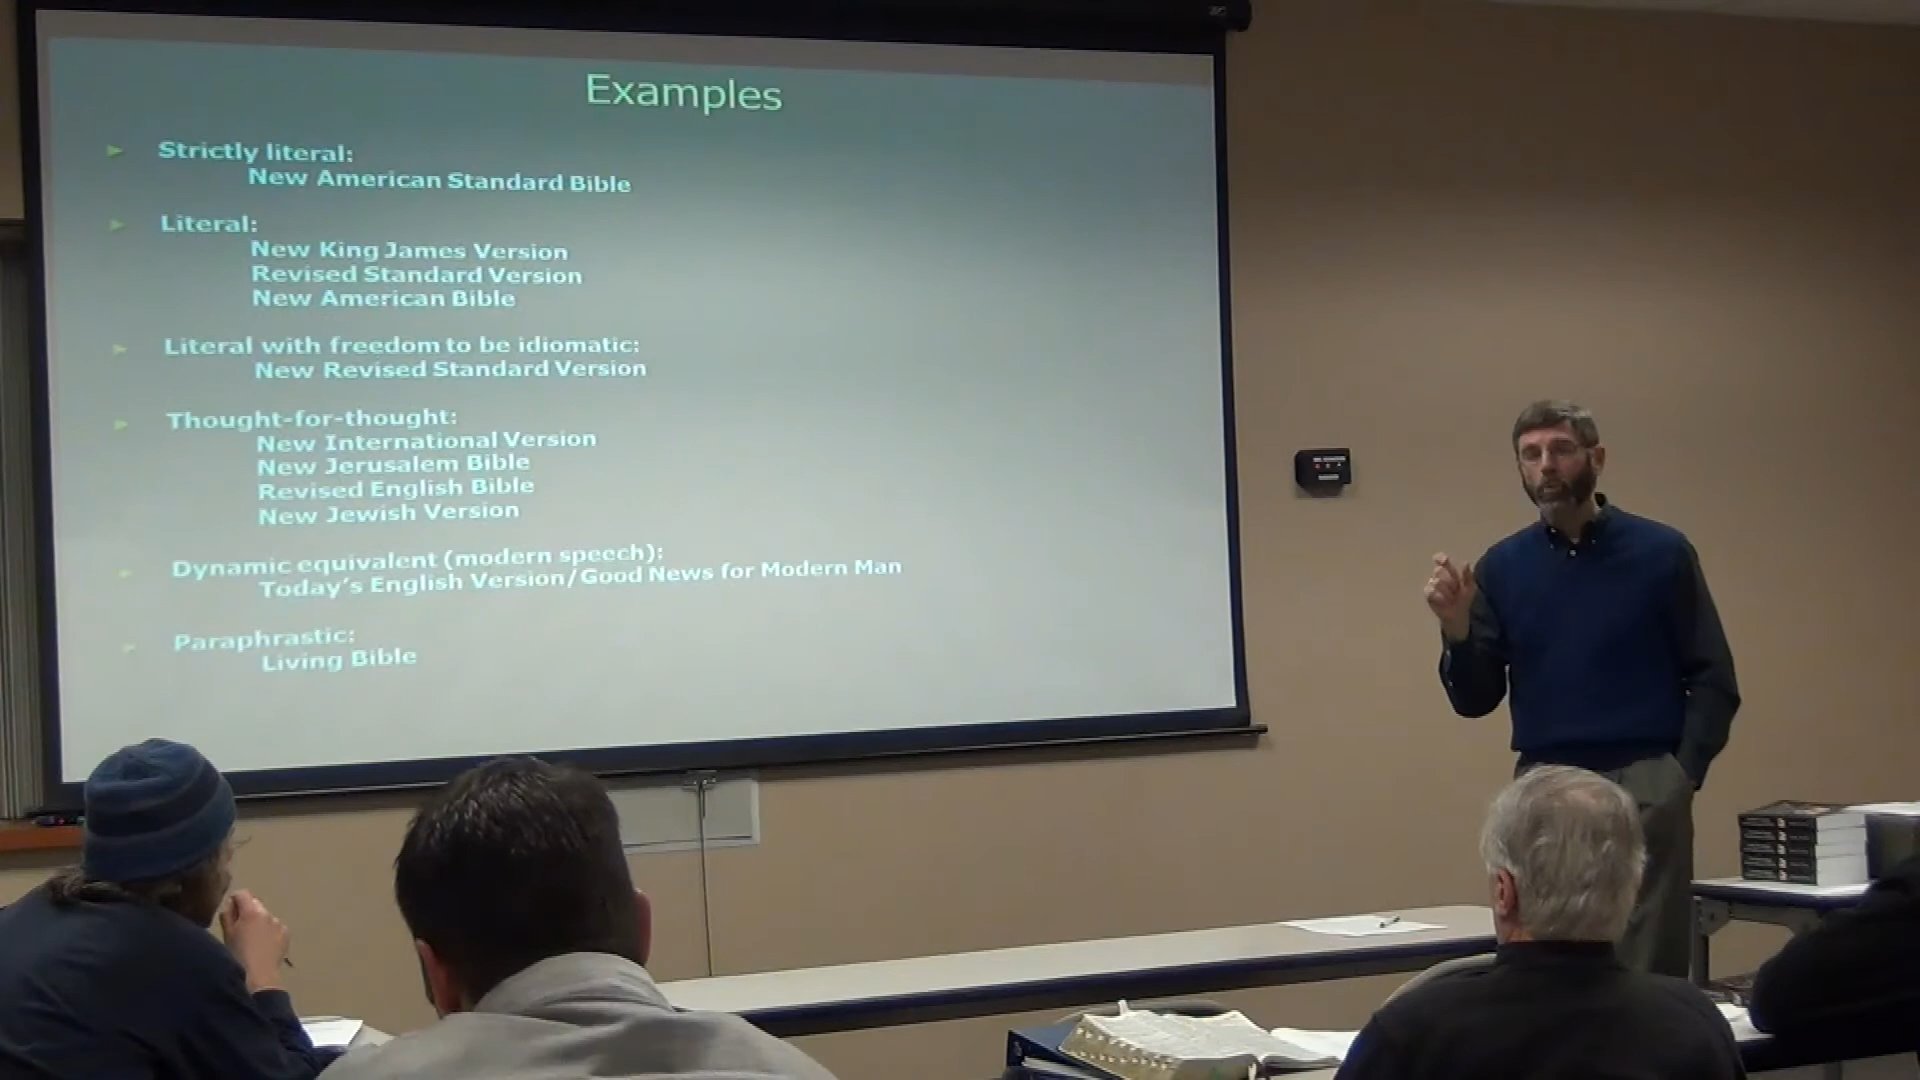 Examples
Strictly literal:
New American Standard Bible
Literal:
New King James Version
Revised Standard Version
New American Bible
Literal with freedom to be idiomatic:
New Revised Standard Version
Thought-for-thought:
New International Version
New Jerusalem Bible
Revised English Bible
New Jewish Version
Dynamic equivalent (modern speech):
Today's English Version/Good News for Modern Man
Paraphrastic:
Living Bible